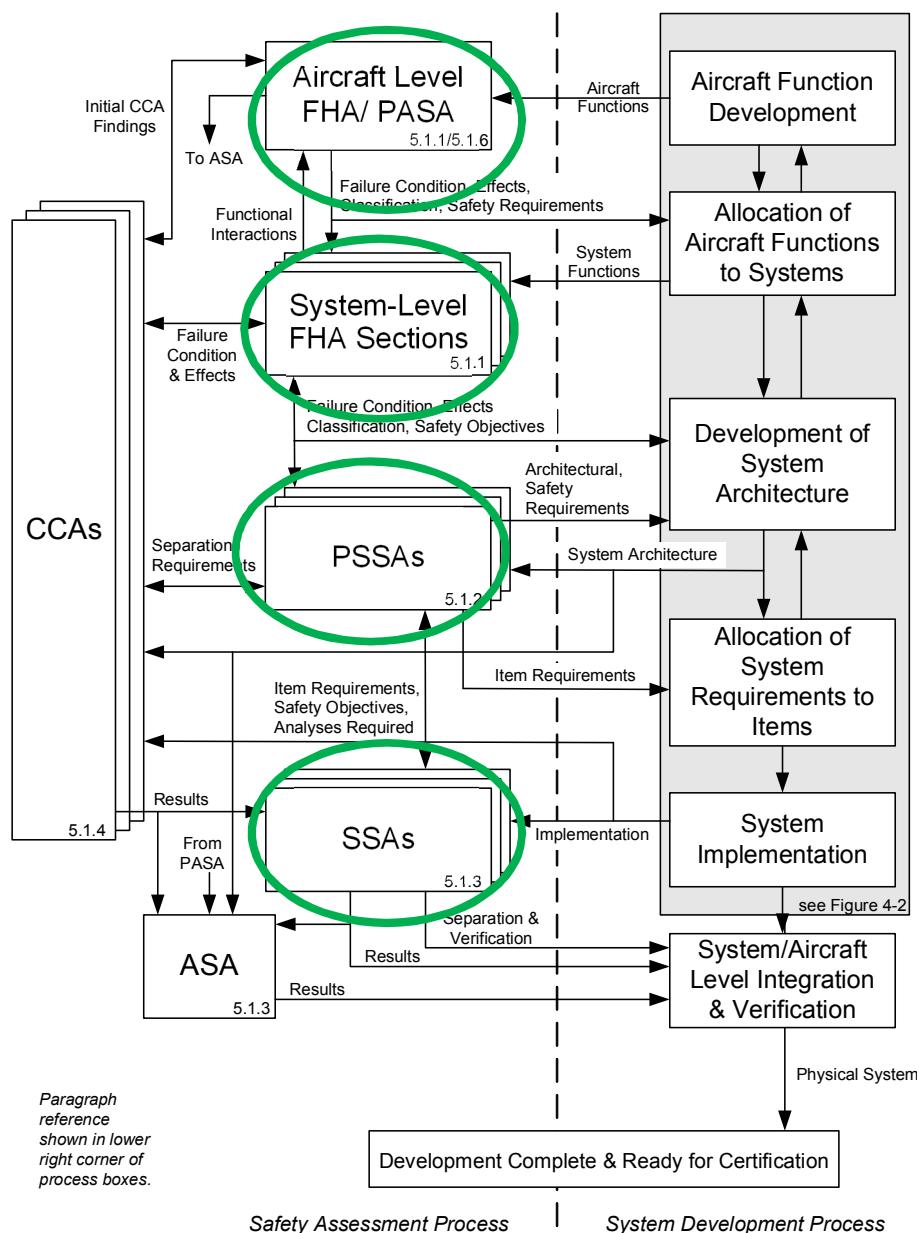 Aircraft Level
FHA/ PASA
5.1.1/5.1.6
Aircraft
Functions
Aircraft Function
Development
Initial CCA
Findings
To ASA
Functional
Interactions
Failure Condition, Effects,
Classification, Safety Requirements
System
Functions
Allocation of
Aircraft Functions
to Systems
System-Level
FHA Sections
5.1.1
Failure
Condition
& Effects
Failure Condition, Effects
Classification, Safety Objectives
Development of
System
Architecture
Architectural,
Safety
Requirements
CCAs
5.1.4
Separation
Requirements
PSSAs
5.1.2
System Architecture
Item Requirements,
Safety Objectives,
Analyses Required
Item Requirements
Allocation of
System
Requirements to
Items
Results
SSAs
5.1.3
Implementation
System
Implementation
see Figure 4-2
From
PASA
ASA
5.1.3
Separation &
Verification
Results
Results
System/Aircraft
Level Integration
& Verification
Physical System
Paragraph
reference
shown in lower
right corner of
process boxes.
Development Complete & Ready for Certification
Safety Assessment Process
System Development Process